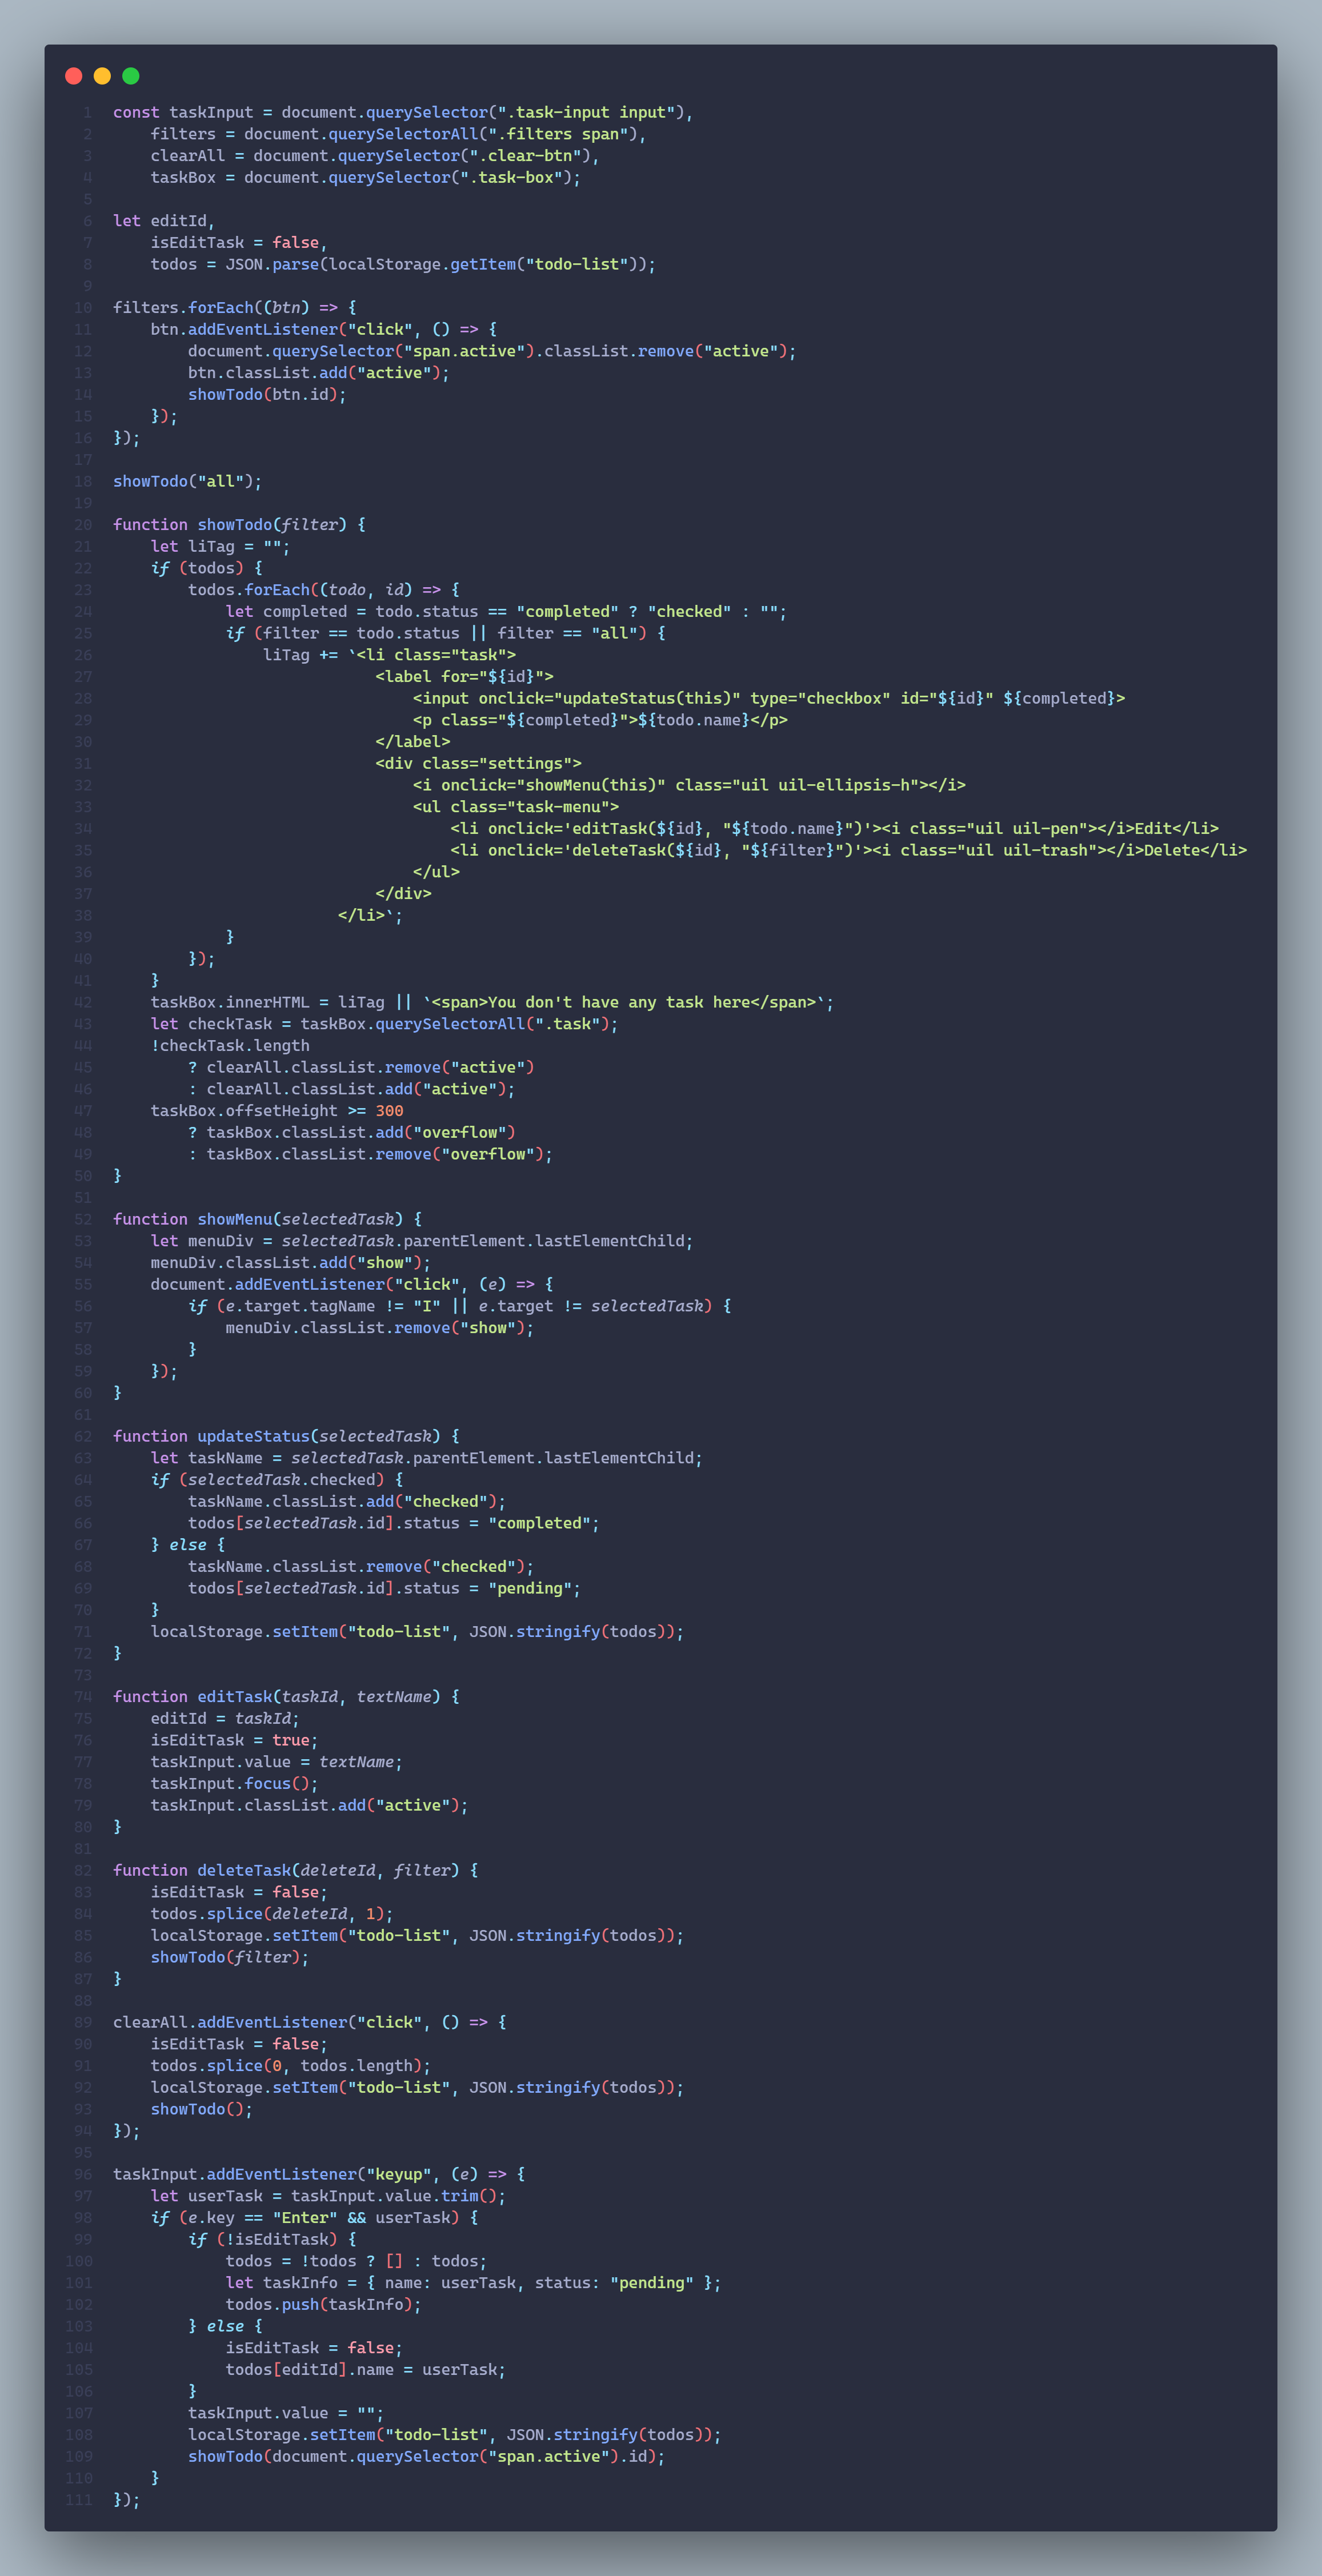 1 const taskInput = document.querySelector(".task-input input"),
2     filters = document.querySelectorAll(".filters span"),
3     clearAll = document.querySelector(".clear-btn"),
4     taskBox = document.querySelector(".task-box");
5
6 let editId,
7     isEditTask = false,
8     todos = JSON.parse(localStorage.getItem("todo-list"));
9
10 filters.forEach((btn) => {
11     btn.addEventListener("click", () => {
12         document.querySelector("span.active").classList.remove("active");
13         btn.classList.add("active");
14         showTodo(btn.id);
15     });
16 });
17
18 showTodo("all");
19
20 function showTodo(filter) {
21     let liTag = "";
22     if (todos) {
23         todos.forEach((todo, id) => {
24             let completed = todo.status == "completed" ? "checked" : "";
25             if (filter == todo.status || filter == "all") {
26                 liTag += `<li class="task">
27                             <label for="${id}">
28                                 <input onclick="updateStatus(this)" type="checkbox" id="${id}" ${completed}>
29                                 <p class="${completed}">${todo.name}</p>
30                             </label>
31                             <div class="settings">
32                                 <i onclick="showMenu(this)" class="uil uil-ellipsis-h"></i>
33                                 <ul class="task-menu">
34                                     <li onclick='editTask(${id}, "${todo.name}")'><i class="uil uil-pen"></i>Edit</li>
35                                     <li onclick='deleteTask(${id}, "${filter}")'><i class="uil uil-trash"></i>Delete</li>
36                                 </ul>
37                             </div>
38                         </li>`;
39             }
40         });
41     }
42     taskBox.innerHTML = liTag || `<span>You don't have any task here</span>`;
43     let checkTask = taskBox.querySelectorAll(".task");
44     !checkTask.length
45         ? clearAll.classList.remove("active")
46         : clearAll.classList.add("active");
47     taskBox.offsetHeight >= 300
48         ? taskBox.classList.add("overflow")
49         : taskBox.classList.remove("overflow");
50 }
51
52 function showMenu(selectedTask) {
53     let menuDiv = selectedTask.parentElement.lastElementChild;
54     menuDiv.classList.add("show");
55     document.addEventListener("click", (e) => {
56         if (e.target.tagName != "I" || e.target != selectedTask) {
57             menuDiv.classList.remove("show");
58         }
59     });
60 }
61
62 function updateStatus(selectedTask) {
63     let taskName = selectedTask.parentElement.lastElementChild;
64     if (selectedTask.checked) {
65         taskName.classList.add("checked");
66         todos[selectedTask.id].status = "completed";
67     } else {
68         taskName.classList.remove("checked");
69         todos[selectedTask.id].status = "pending";
70     }
71     localStorage.setItem("todo-list", JSON.stringify(todos));
72 }
73
74 function editTask(taskId, textName) {
75     editId = taskId;
76     isEditTask = true;
77     taskInput.value = textName;
78     taskInput.focus();
79     taskInput.classList.add("active");
80 }
81
82 function deleteTask(deleteId, filter) {
83     isEditTask = false;
84     todos.splice(deleteId, 1);
85     localStorage.setItem("todo-list", JSON.stringify(todos));
86     showTodo(filter);
87 }
88
89 clearAll.addEventListener("click", () => {
90     isEditTask = false;
91     todos.splice(0, todos.length);
92     localStorage.setItem("todo-list", JSON.stringify(todos));
93     showTodo();
94 });
95
96 taskInput.addEventListener("keyup", (e) => {
97     let userTask = taskInput.value.trim();
98     if (e.key == "Enter" && userTask) {
99         if (!isEditTask) {
100             todos = !todos ? [] : todos;
101             let taskInfo = { name: userTask, status: "pending" };
102             todos.push(taskInfo);
103         } else {
104             isEditTask = false;
105             todos[editId].name = userTask;
106         }
107         taskInput.value = "";
108         localStorage.setItem("todo-list", JSON.stringify(todos));
109         showTodo(document.querySelector("span.active").id);
110     }
111 });